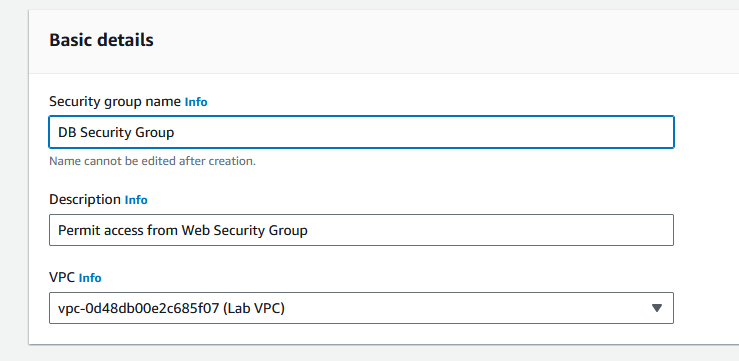 Basic details
Security group name Info
DB Security Group
Name cannot be edited after creation.
Description Info
Permit access from Web Security Group
VPC Info
vpc-0d48db00e2c685f07 (Lab VPC)